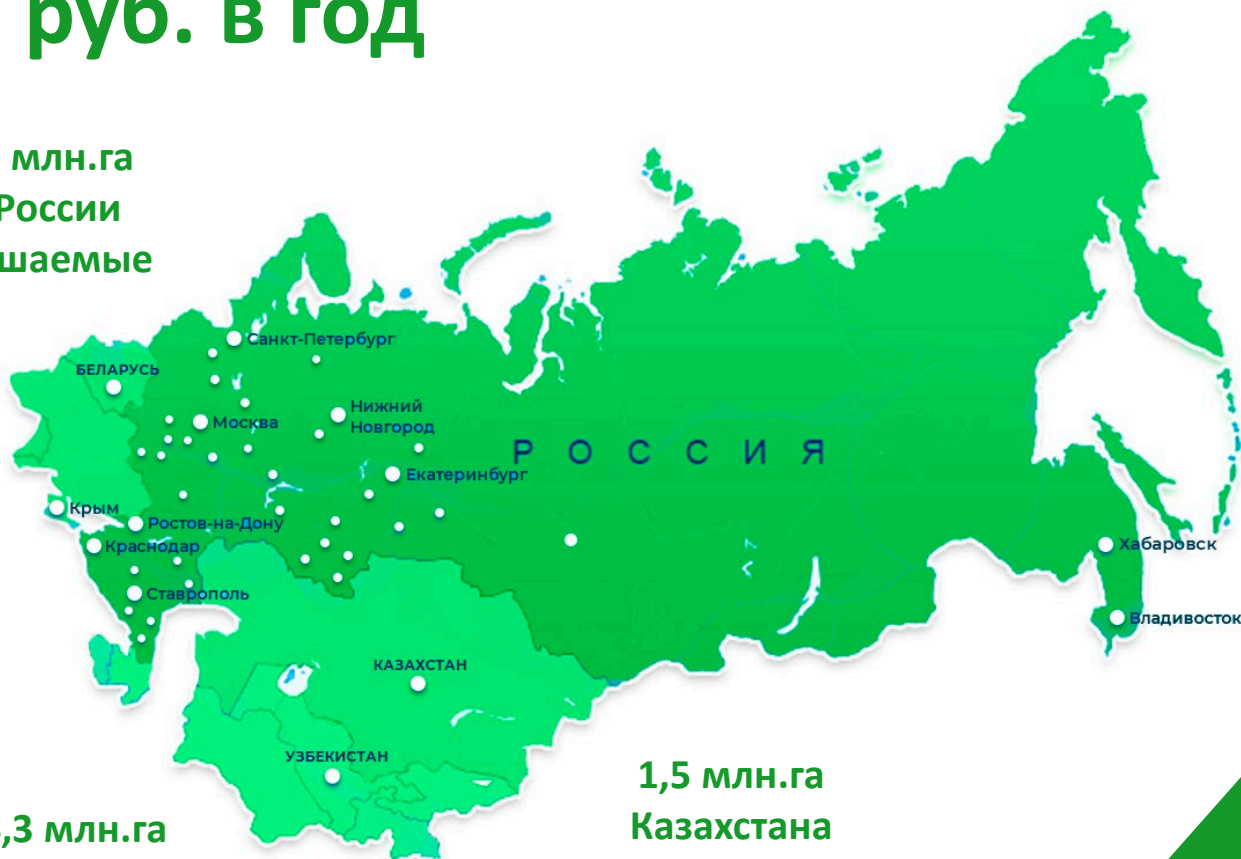 руб. в год
млн.га
России
шаемые
Санкт-Петербург
БЕЛАРУСЬ
Нижний
Новгород
Москва
РОССИЯ
Екатеринбург
Крым
Ростов-на-Дону
Краснодар
Хабаровск
Ставрополь
Владивосток
КАЗАХСТАН
УЗБЕКИСТАН
1,5 млн.га
Казахстана
,3 млн.га